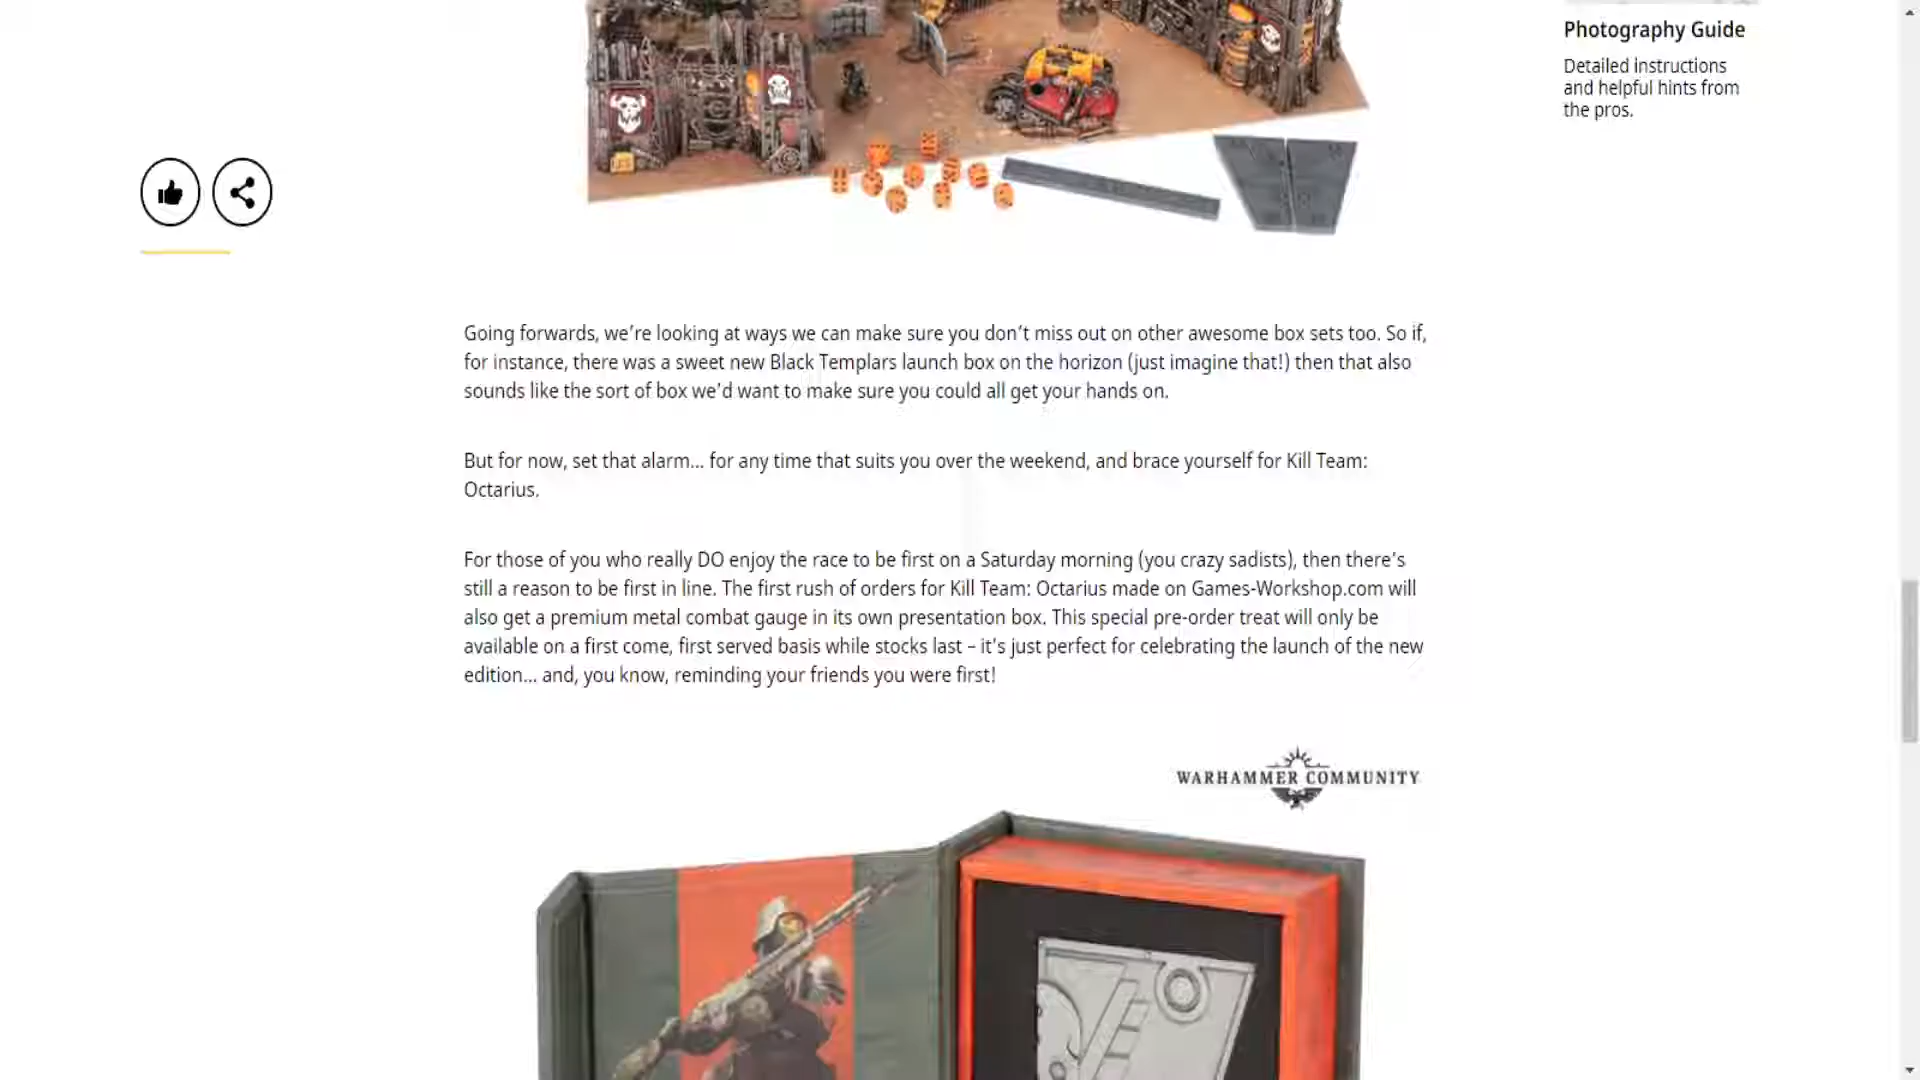 Photography Guide
Detailed instructions
and helpful hints from
the pros.
Going forwards, we’re looking at ways we can make sure you don’t miss out on other awesome box sets too. So if,
for instance, there was a sweet new Black Templars launch box on the horizon (just imagine that!) then that also
sounds like the sort of box we’d want to make sure you could all get your hands on.
But for now, set that alarm… for any time that suits you over the weekend, and brace yourself for Kill Team:
Octarius.
For those of you who really DO enjoy the race to be first on a Saturday morning (you crazy sadists), then there’s
still a reason to be first in line. The first rush of orders for Kill Team: Octarius made on Games-Workshop.com will
also get a premium metal combat gauge in its own presentation box. This special pre-order treat will only be
available on a first come, first served basis while stocks last – it’s just perfect for celebrating the launch of the new
edition… and, you know, reminding your friends you were first!
WARHAMMER COMMUNITY